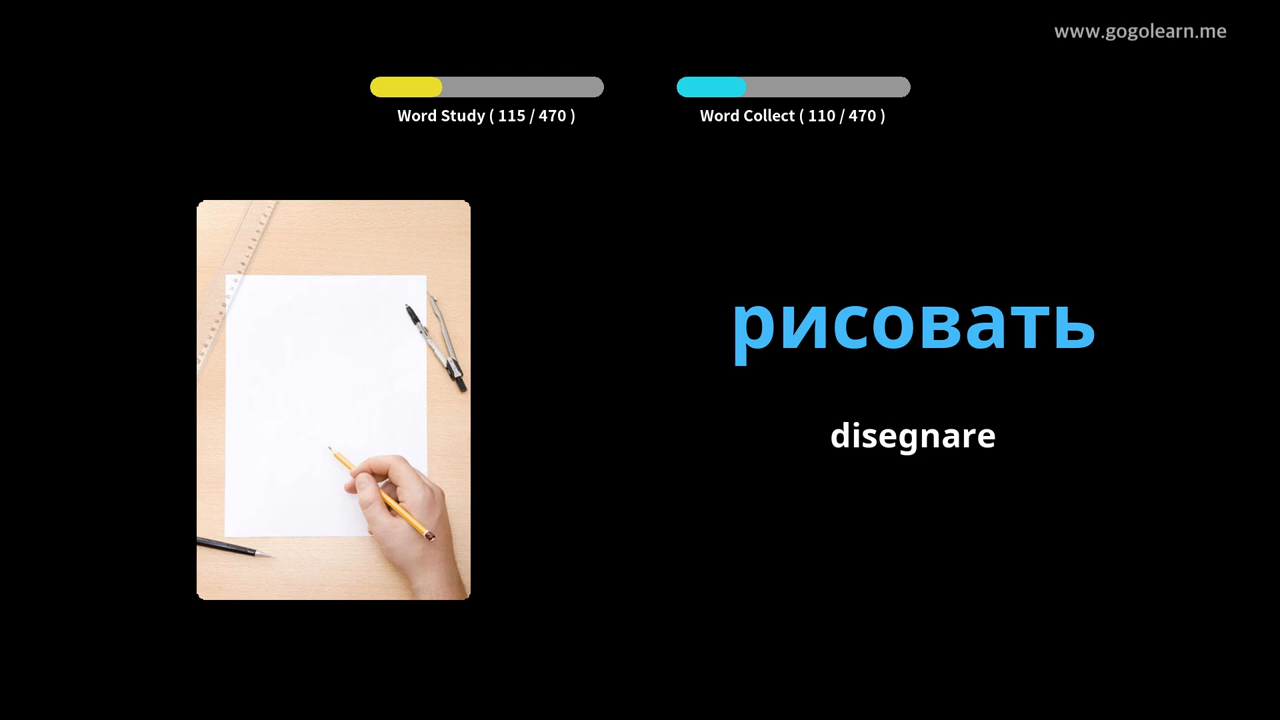 www.gogolearn.me
Word Study ( 115 / 470 )
Word Collect ( 110 / 470 )
рисовать
disegnare